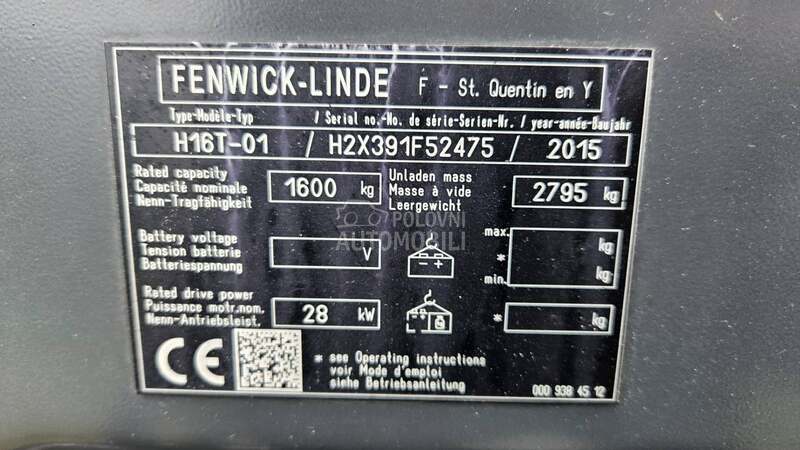 FENWICK-LINDE F - St. Quentin en Y
Type-Modèle-Typ / Serial no.-No. de série-Serien-Nr. / year-année-Baujahr
H16T-01 / H2X391F52475 / 2015
Rated capacity
Capacité nominale
Nenn-Tragfähigkeit
1600 kg
Unladen mass
Masse à vide
Leergewicht
2795 kg
POLOVNI
AUTOMOBILI
Battery voltage
Tension batterie
Batteriespannung
V
- +
max.
*
min.
kg
kg
Rated drive power
Puissance motr.nom.
Nenn-Antriebsleist.
28 kW
*
kg
CE
* see Operating instructions
voir Mode d'emploi
siehe Betriebsanleitung
000 938 45 12